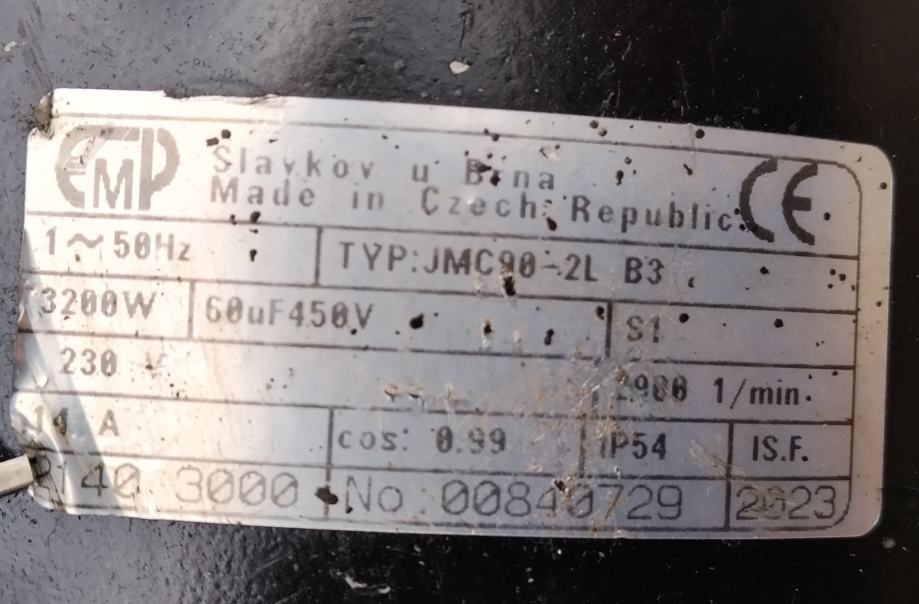 EMP Slavkov u Brna
Made in Czech Republic CE
1~50Hz TYP:JMC90-2L B3
3200W 60uF450V S1
230 V 2900 1/min.
14 A cos: 0.99 IP54 IS.F.
2140 3000 No 00840729 2023